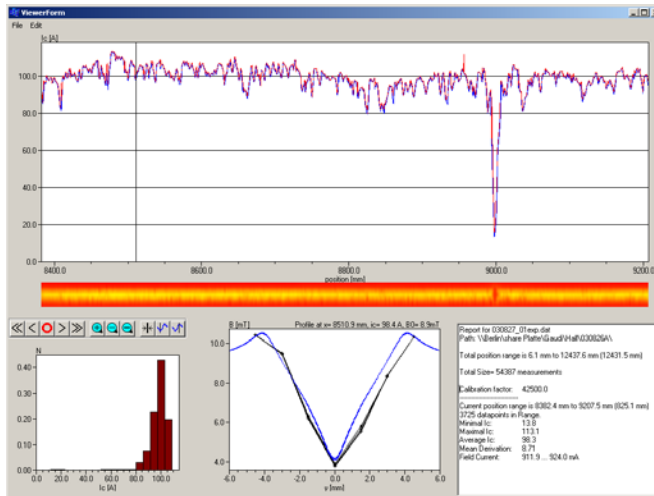 ViewerForm
File Edit
Ic [A]
100.0
80.0
60.0
40.0
20.0
0.0
8400.0 8600.0 8800.0 9000.0 9200.0
position [mm]
N
0.40
0.30
0.20
0.10
0.00
0.0 20.0 40.0 60.0 80.0 100.0
Ic [A]
B [mT] Profile at x= 8510.9 mm, ic= 98.4 A, B0= 8.9mT
10.0
8.0
6.0
4.0
-6.0 -4.0 -2.0 0.0 2.0 4.0 6.0
y [mm]
Report for 030827_01exp.dat
Path: \\Berlin\share Platte\Gaudi\Hall\030826A\
Total position range is 6.1 mm to 12437.6 mm (12431.5 mm)
Total Size= 54387 measurements
Calibration factor: 42500.0
Current position range is 8382.4 mm to 9207.5 mm (825.1 mm)
3725 datapoints in Range.
Minimal Ic: 13.8
Maximal Ic: 113.1
Average Ic: 98.3
Mean Derivation: 8.71
Field Current: 911.9 ... 924.0 mA